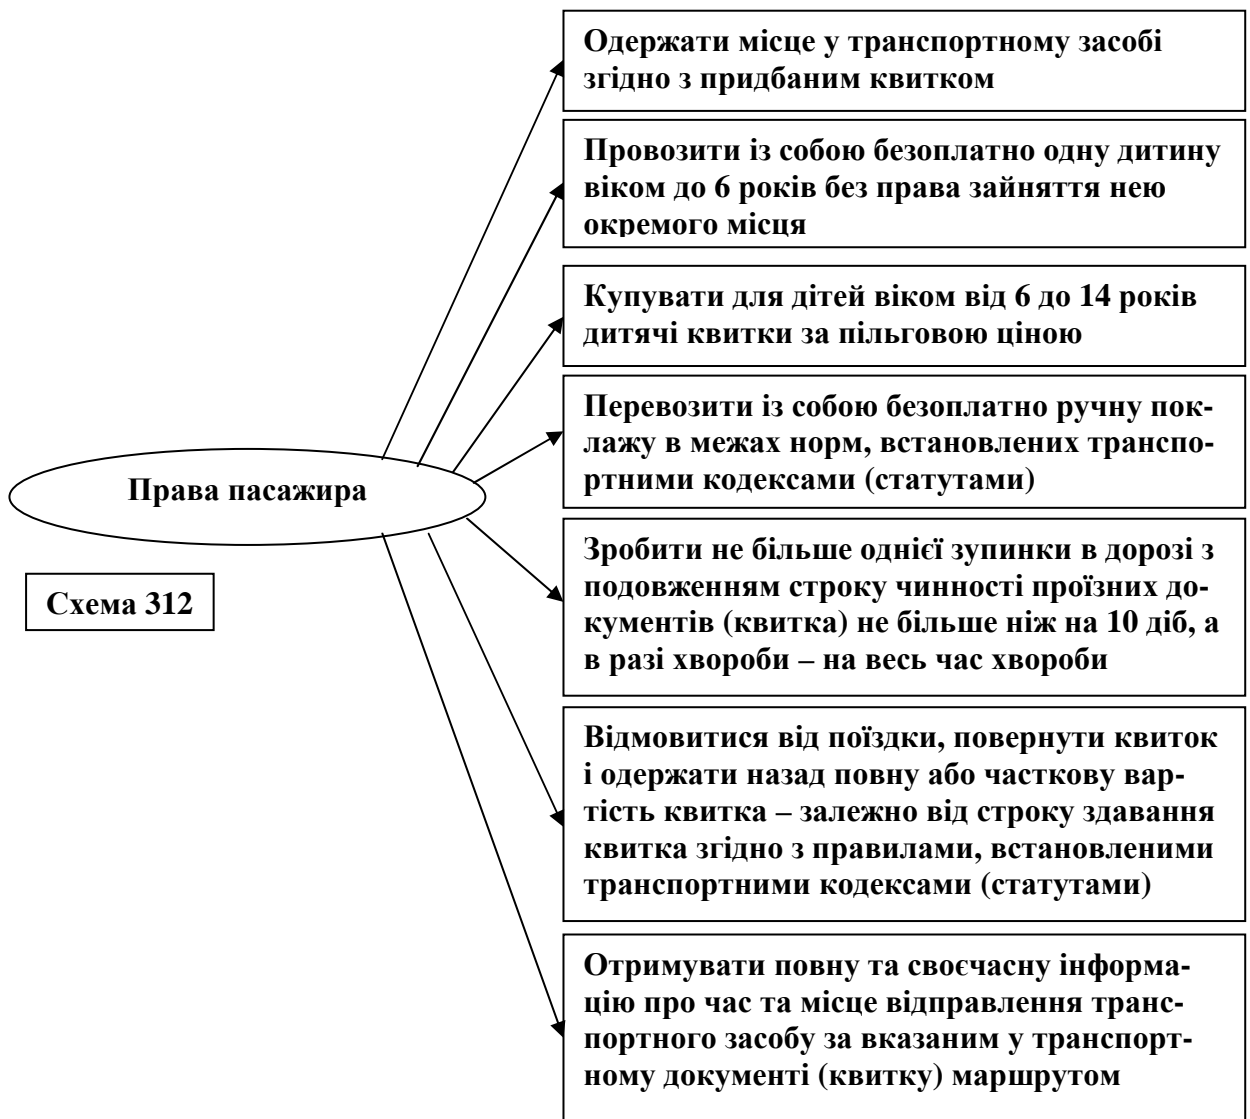 Одержати місце у транспортному засобі
згідно з придбаним квитком
Провозити із собою безоплатно одну дитину
віком до 6 років без права зайняття нею
окремого місця
Купувати для дітей віком від 6 до 14 років
дитячі квитки за пільговою ціною
Перевозити із собою безоплатно ручну пок-
лажу в межах норм, встановлених транспо-
ртними кодексами (статутами)
Права пасажира
Зробити не більше однієї зупинки в дорозі з
подовженням строку чинності проїзних до-
кументів (квитка) не більше ніж на 10 діб, а
в разі хвороби – на весь час хвороби
Схема 312
Відмовитися від поїздки, повернути квиток
і одержати назад повну або часткову вар-
тість квитка – залежно від строку здавання
квитка згідно з правилами, встановленими
транспортними кодексами (статутами)
Отримувати повну та своєчасну інформа-
цію про час та місце відправлення транс-
портного засобу за вказаним у транспорт-
ному документі (квитку) маршрутом